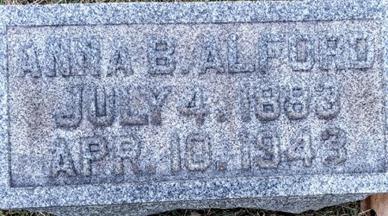 ANNA B. ALFORD
JULY 4. 1883
APR. 10. 1943